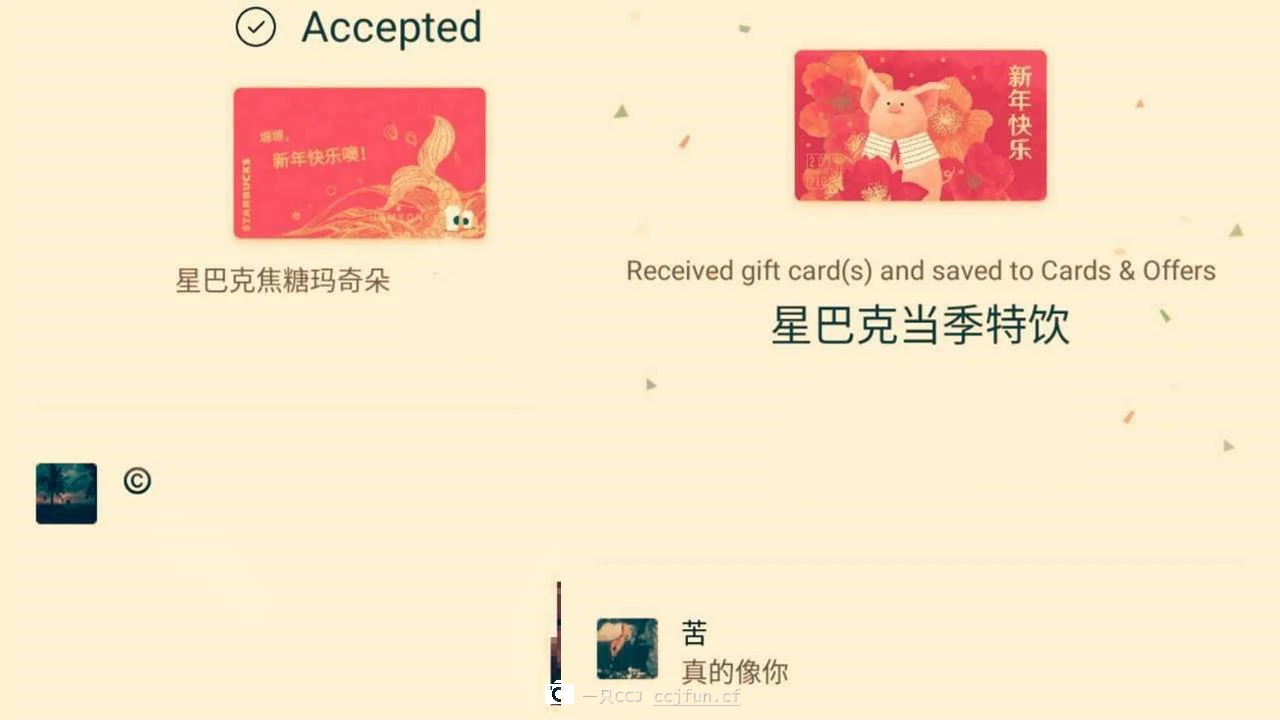 Accepted
新年快乐噢!
STARBUCKS
星巴克焦糖玛奇朵
©
新年快乐
Received gift card(s) and saved to Cards & Offers
星巴克当季特饮
苦
真的像你
一只CCJ ccjfun.cf